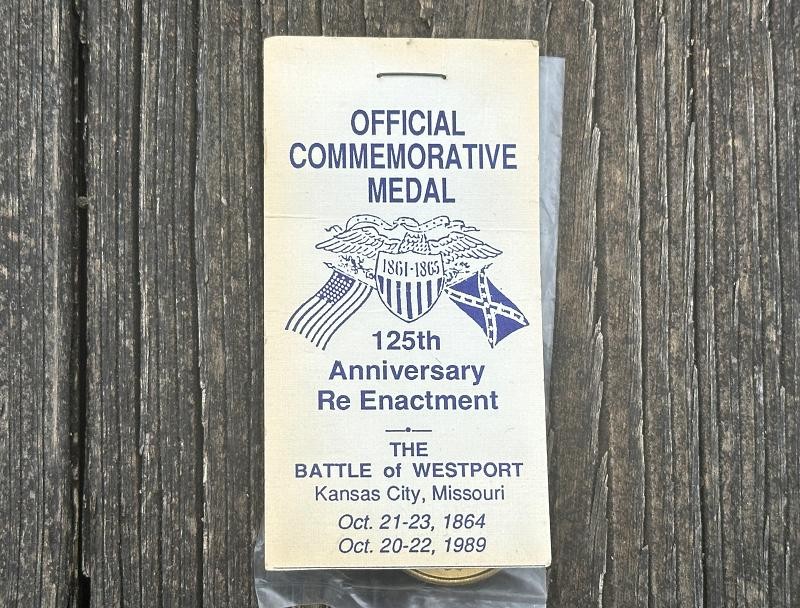 OFFICIAL
COMMEMORATIVE
MEDAL
1861-1865
125th
Anniversary
Re Enactment
THE
BATTLE of WESTPORT
Kansas City, Missouri
Oct. 21-23, 1864
Oct. 20-22, 1989